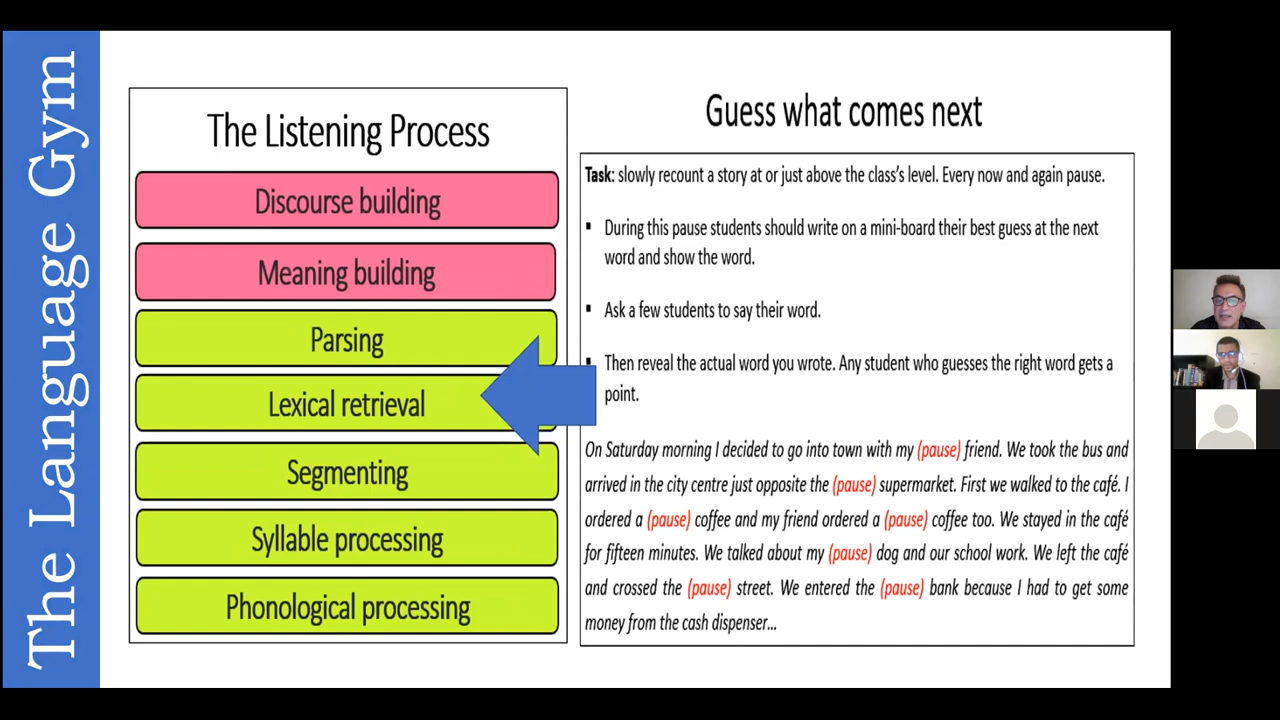 The Language Gym
The Listening Process
Discourse building
Meaning building
Parsing
Lexical retrieval
Segmenting
Syllable processing
Phonological processing
Guess what comes next
Task: slowly recount a story at or just above the class's level. Every now and again pause.
▪ During this pause students should write on a mini-board their best guess at the next
word and show the word.
▪ Ask a few students to say their word.
▪ Then reveal the actual word you wrote. Any student who guesses the right word gets a
point.
On Saturday morning I decided to go into town with my (pause) friend. We took the bus and
arrived in the city centre just opposite the (pause) supermarket. First we walked to the café. I
ordered a (pause) coffee and my friend ordered a (pause) coffee too. We stayed in the café
for fifteen minutes. We talked about my (pause) dog and our school work. We left the café
and crossed the (pause) street. We entered the (pause) bank because I had to get some
money from the cash dispenser...